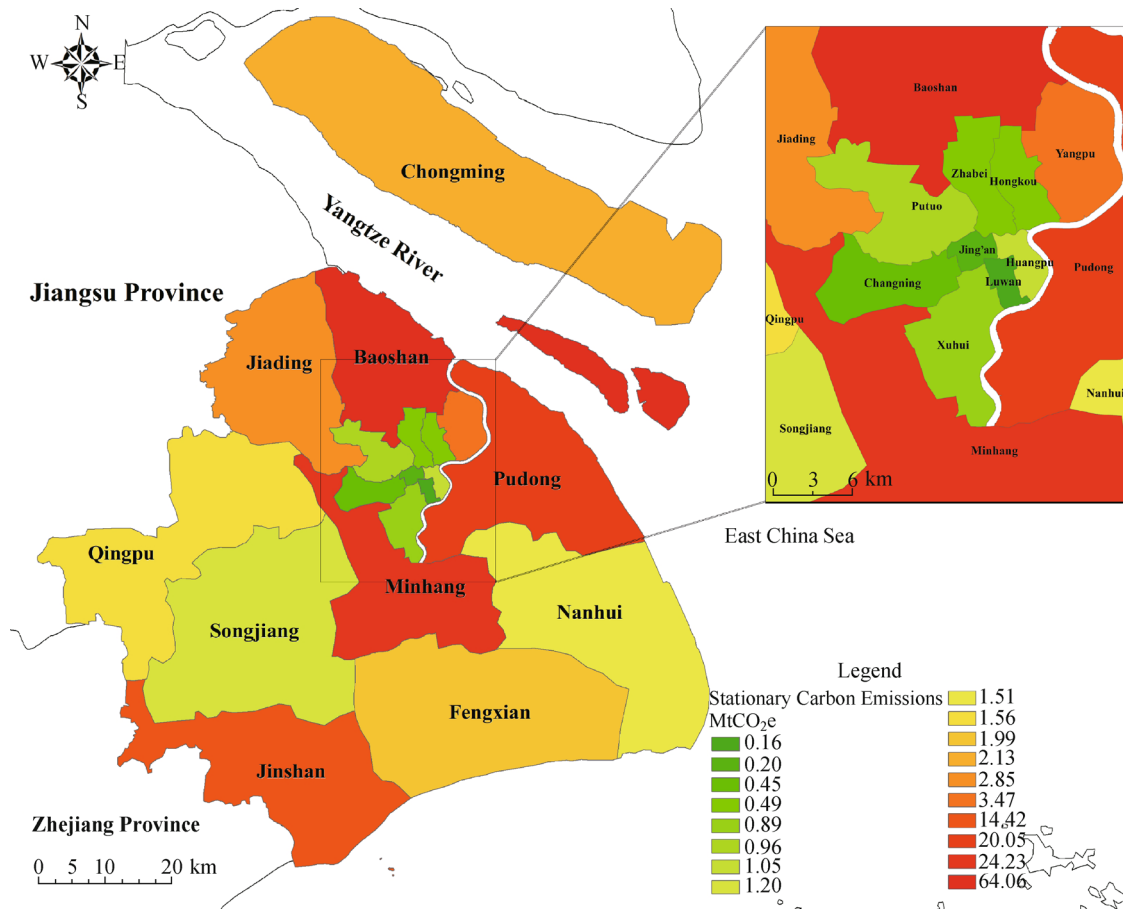 N
W E
S
Chongming
Yangtze River
Jiangsu Province
Jiading
Baoshan
Pudong
Qingpu
Songjiang
Minhang
Nanhui
Fengxian
Jinshan
Zhejiang Province
0 5 10 20 km
East China Sea
Baoshan
Jiading
Yangpu
Zhabei
Hongkou
Putuo
Jing'an
Huangpu
Pudong
Changning
Luwan
Qingpu
Xuhui
Nanhui
Songjiang
Minhang
0 3 6 km
Legend
Stationary Carbon Emissions
MtCO₂e
0.16
0.20
0.45
0.49
0.89
0.96
1.05
1.20
1.51
1.56
1.99
2.13
2.85
3.47
14.42
20.05
24.23
64.06